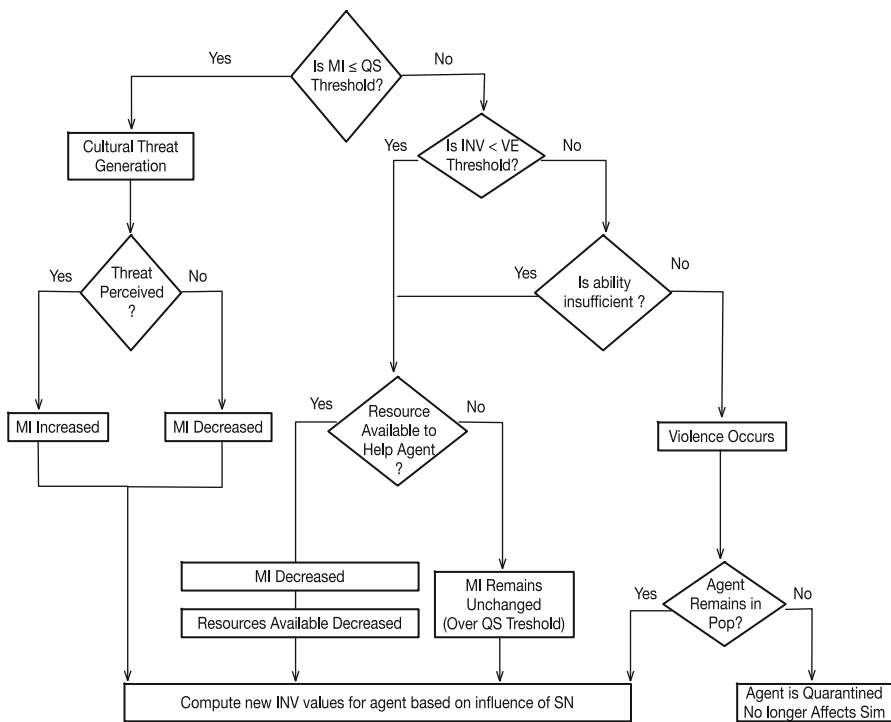 Is MI ≤ QS
Threshold?
Yes
No
Cultural Threat
Generation
Is INV < VE
Threshold?
Yes
No
Threat
Perceived
?
Yes
No
Is ability
insufficient ?
Yes
No
MI Increased
MI Decreased
Resource
Available to
Help Agent
?
Yes
No
Violence Occurs
MI Decreased
Resources Available Decreased
MI Remains
Unchanged
(Over QS Treshold)
Agent
Remains in
Pop?
Yes
No
Compute new INV values for agent based on influence of SN
Agent is Quarantined
No longer Affects Sim